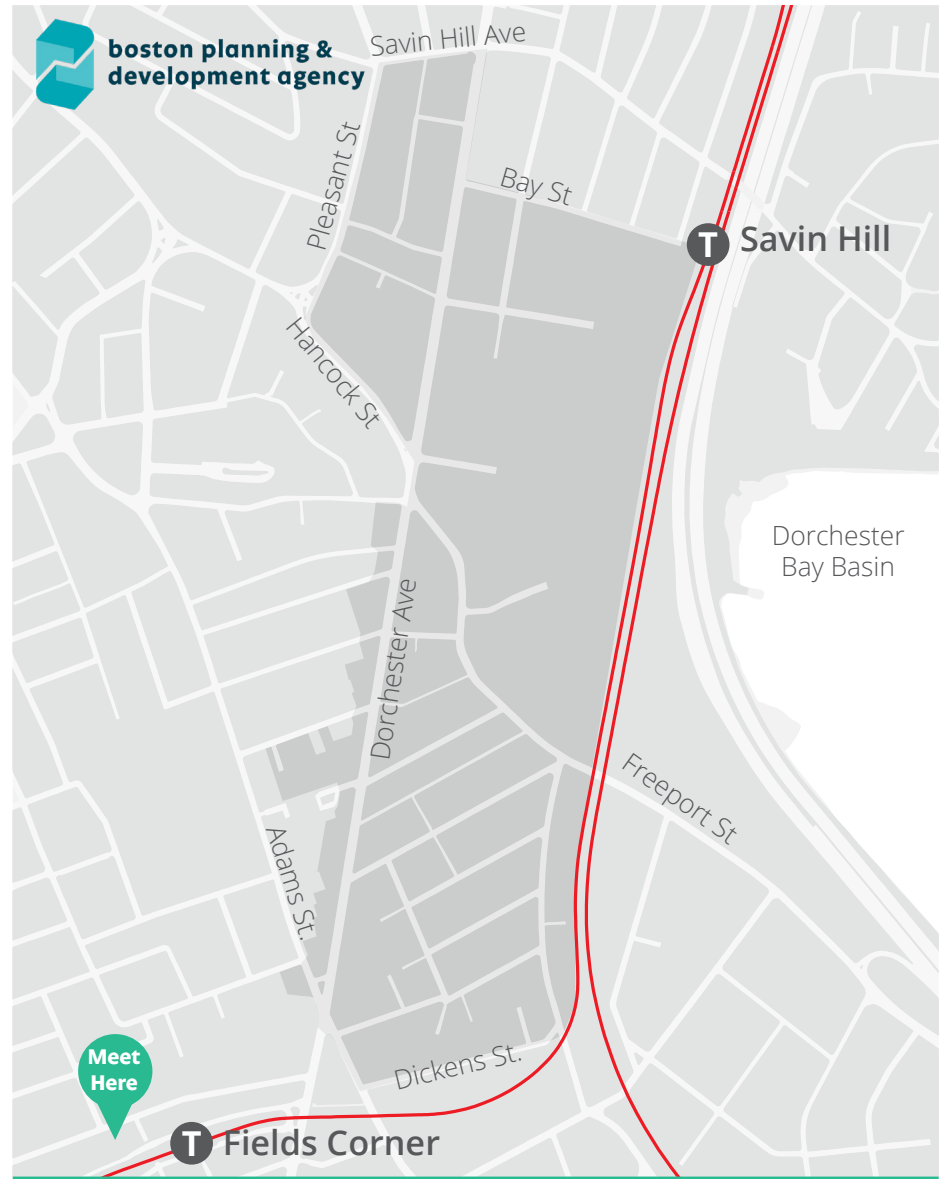 boston planning &
development agency
Savin Hill Ave
Pleasant St
Bay St
T Savin Hill
Hancock St
Dorchester
Bay Basin
Dorchester Ave
Freeport St
Adams St.
Dickens St.
Meet
Here
T Fields Corner